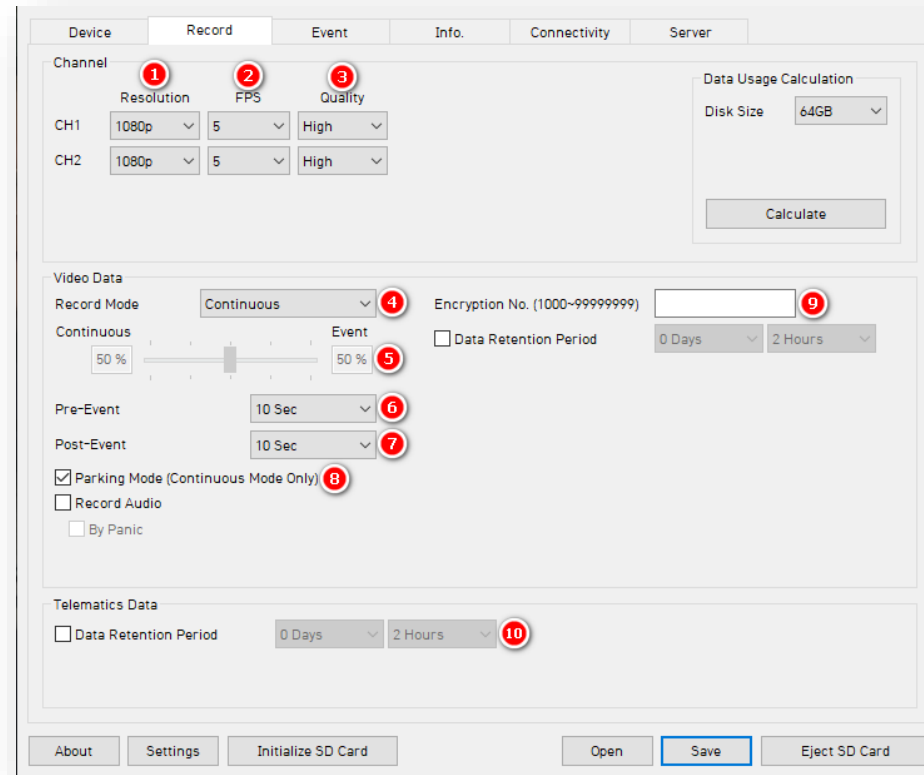 Device Record Event Info. Connectivity Server
Channel
1 2 3
Resolution FPS Quality
CH1 1080p 5 High
CH2 1080p 5 High
Data Usage Calculation
Disk Size 64GB
Calculate
Video Data
Record Mode Continuous 4
Continuous Event
50 % 50 % 5
Pre-Event 10 Sec 6
Post-Event 10 Sec 7
Parking Mode (Continuous Mode Only) 8
Record Audio
By Panic
Encryption No. (1000~99999999) 9
Data Retention Period 0 Days 2 Hours
Telematics Data
Data Retention Period 0 Days 2 Hours 10
About Settings Initialize SD Card Open Save Eject SD Card